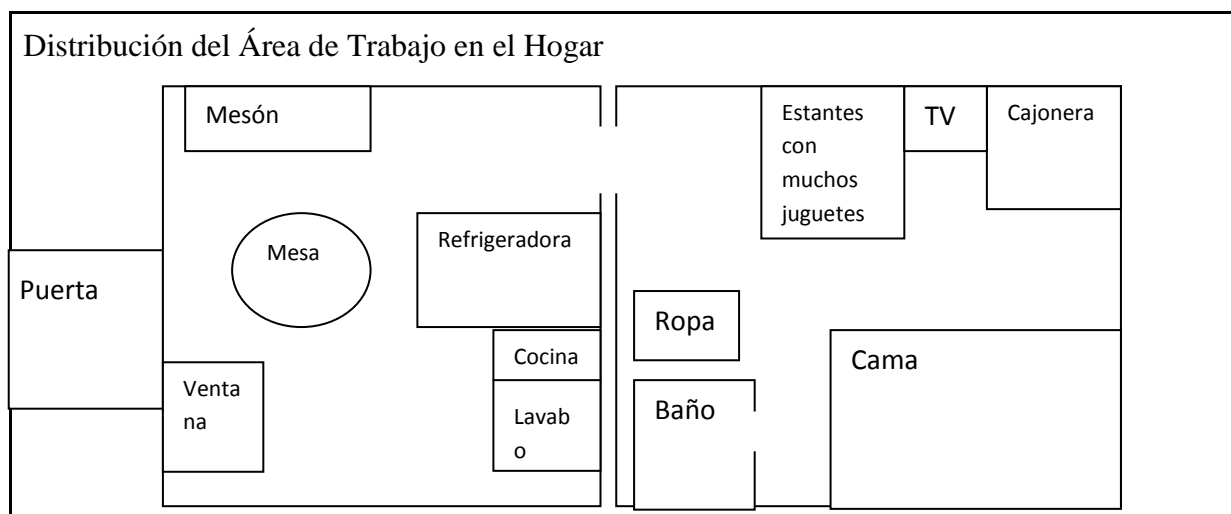 Distribución del Área de Trabajo en el Hogar
Mesón
Estantes
con
muchos
juguetes
TV
Cajonera
Mesa
Refrigeradora
Puerta
Ropa
Cocina
Cama
Venta
na
Lavab
o
Baño